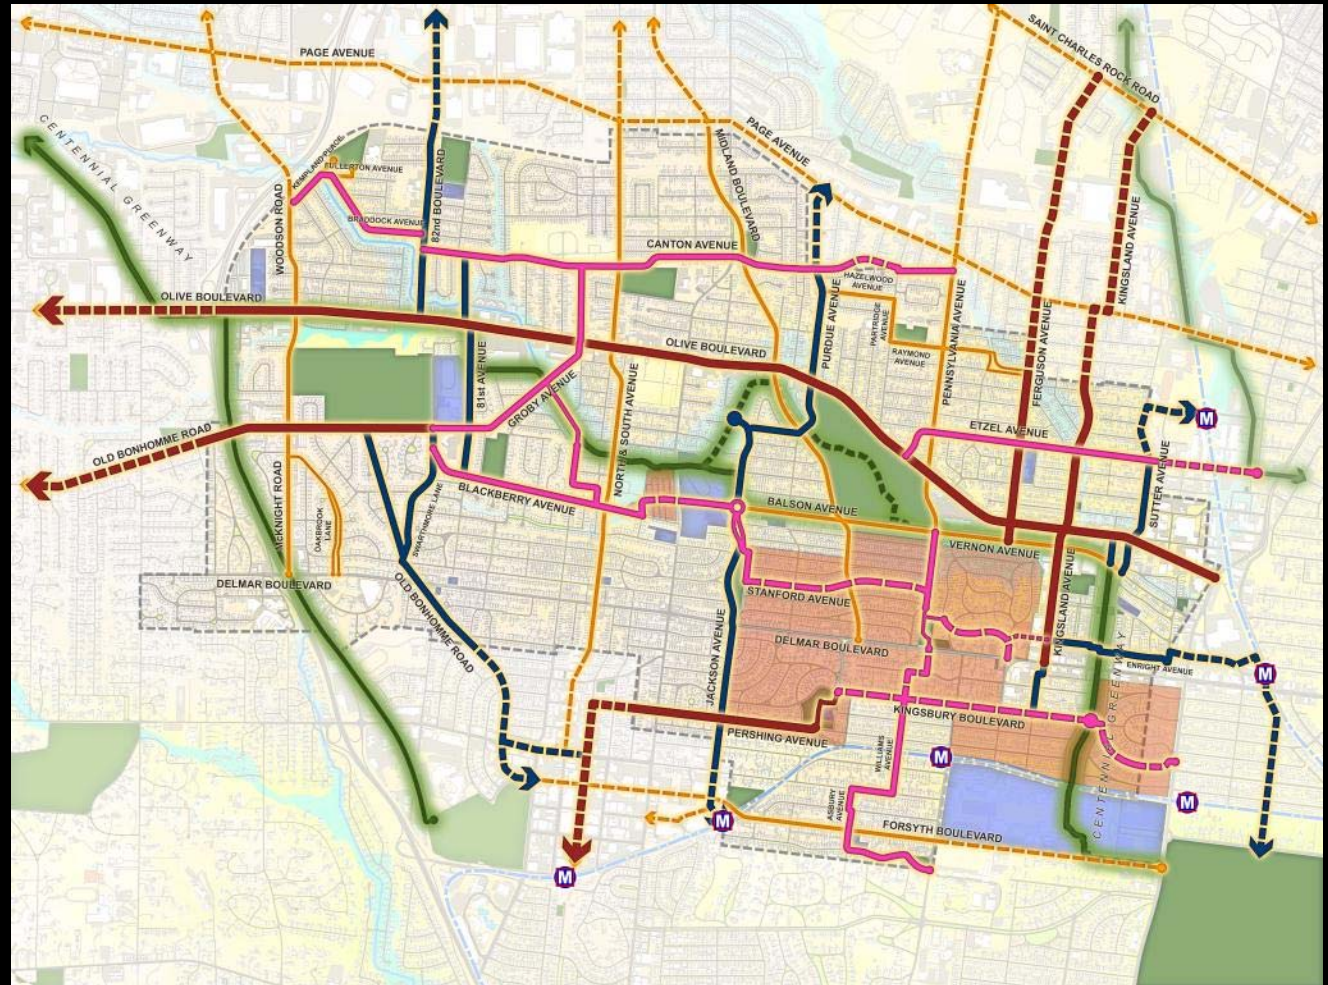 SAINT CHARLES ROCK ROAD
PAGE AVENUE
PAGE AVENUE
CENTENNIAL GREENWAY
KEMPLAND PLACE
FULLERTON AVENUE
82nd BOULEVARD
MIDLAND BOULEVARD
WOODSON ROAD
BRADDOCK AVENUE
CANTON AVENUE
KINGSLAND AVENUE
HAZELWOOD
AVENUE
OLIVE BOULEVARD
PURDUE AVENUE
PARTRIDGE
AVENUE
PENNSYLVANIA AVENUE
FERGUSON AVENUE
OLIVE BOULEVARD
RAYMOND
AVENUE
81st AVENUE
GROBY AVENUE
NORTH & SOUTH AVENUE
M
OLD BONHOMME ROAD
ETZEL AVENUE
SUTTER AVENUE
McKNIGHT ROAD
OAKBROOK
LANE
SWARTHMORE LANE
BLACKBERRY AVENUE
BALSON AVENUE
VERNON AVENUE
DELMAR BOULEVARD
OLD BONHOMME ROAD
STANFORD AVENUE
KINGSLAND AVENUE
JACKSON AVENUE
DELMAR BOULEVARD
ENRIGHT AVENUE
M
CENTENNIAL GREENWAY
KINGSBURY BOULEVARD
PERSHING AVENUE
WILLIAMS
AVENUE
M
ASBURY
AVENUE
M
M
FORSYTH BOULEVARD
M